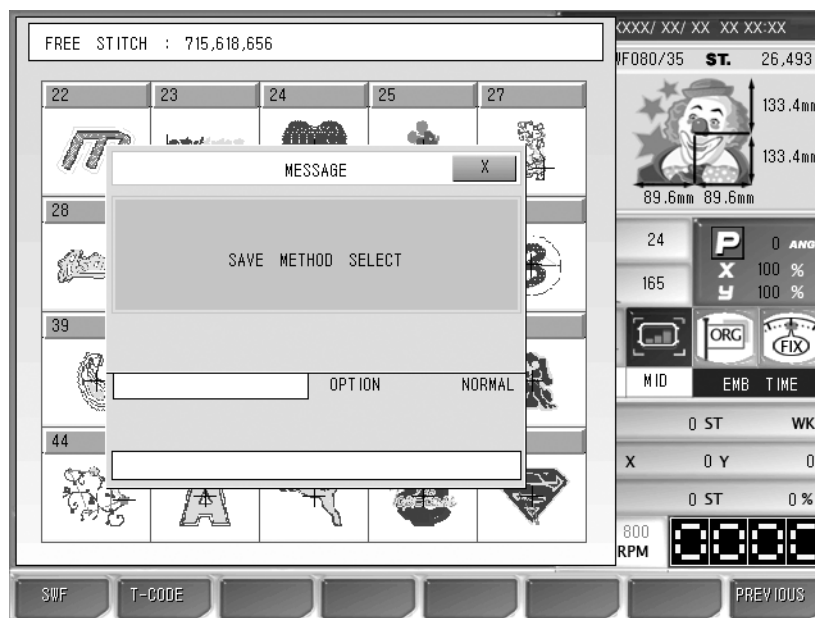 FREE STITCH : 715,618,656
XXXX/ XX/ XX XX XX:XX
WF080/35 ST. 26,493
22 23 24 25 27
133.4mm
133.4mm
89.6mm 89.6mm
MESSAGE X
28
SAVE METHOD SELECT
24
165
P 0 ANG
X 100 %
Y 100 %
39
ORG FIX
OPTION NORMAL
MID EMB TIME
0 ST WK
44
X 0 Y 0
0 ST 0 %
800
RPM 0000
SWF T-CODE PREVIOUS